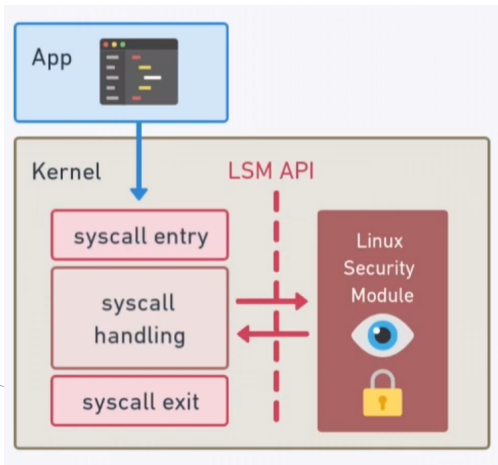 App
Kernel
LSM API
syscall entry
syscall
handling
syscall exit
Linux
Security
Module